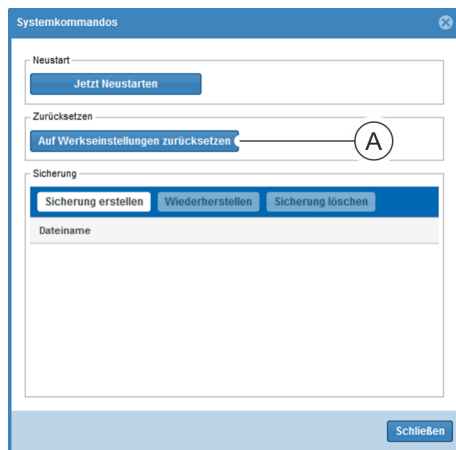 Systemkommandos
Neustart
Jetzt Neustarten
Zurücksetzen
Auf Werkseinstellungen zurücksetzen
A
Sicherung
Sicherung erstellen Wiederherstellen Sicherung löschen
Dateiname
Schließen